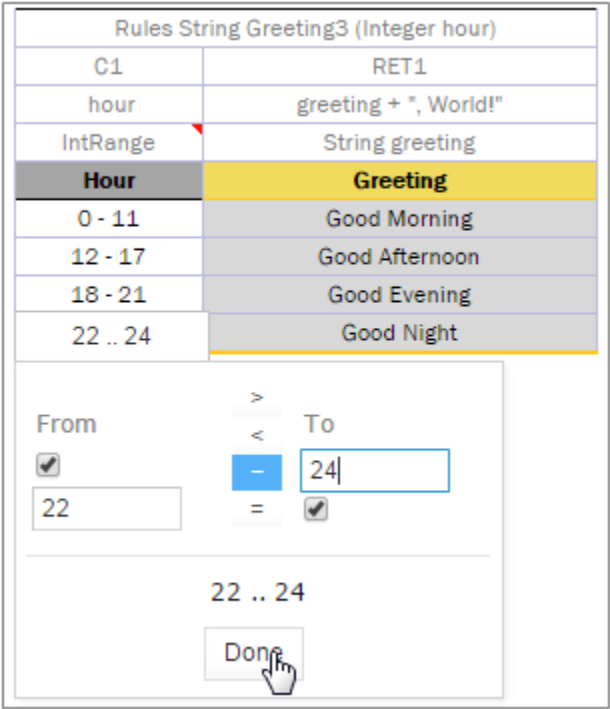 Rules String Greeting3 (Integer hour)
C1 RET1
hour greeting + ", World!"
IntRange String greeting
Hour Greeting
0 - 11 Good Morning
12 - 17 Good Afternoon
18 - 21 Good Evening
22 .. 24 Good Night
>
From < To
– 24
22 =
22 .. 24
Done